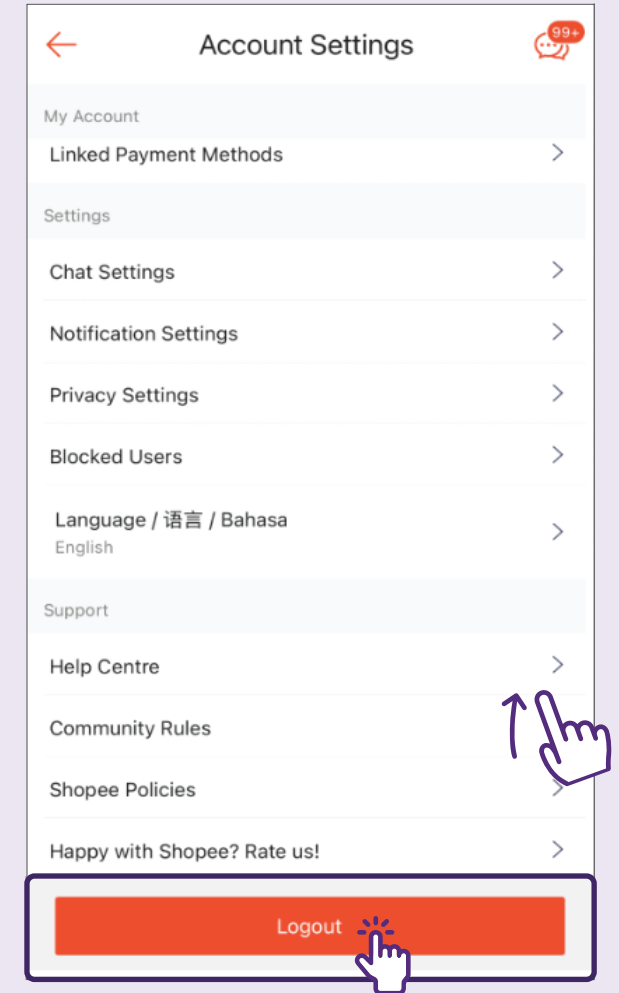 Account Settings
99+
My Account
Linked Payment Methods
Settings
Chat Settings
Notification Settings
Privacy Settings
Blocked Users
Language / 语言 / Bahasa
English
Support
Help Centre
Community Rules
Shopee Policies
Happy with Shopee? Rate us!
Logout